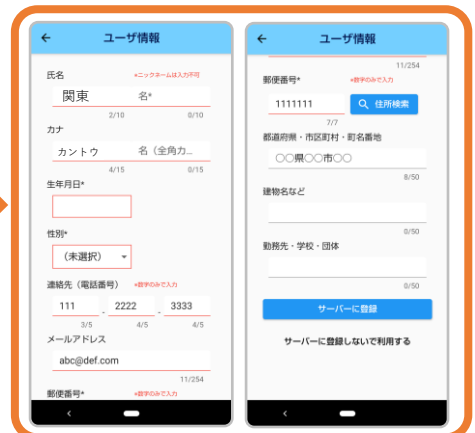 ユーザ情報
氏名 *ニックネームは入力不可
関東 名*
2/10 0/10
カナ
カントウ 名（全角カ...
4/15 0/15
生年月日*
性別*
（未選択）
連絡先（電話番号） *数字のみで入力
111 - 2222 - 3333
3/5 4/5 4/5
メールアドレス
abc@def.com
11/254
郵便番号* *数字のみで入力
ユーザ情報
11/254
郵便番号* *数字のみで入力
1111111 住所検索
7/7
都道府県・市区町村・町名番地
○○県○○市○○
8/50
建物名など
0/50
勤務先・学校・団体
0/50
サーバーに登録
サーバーに登録しないで利用する